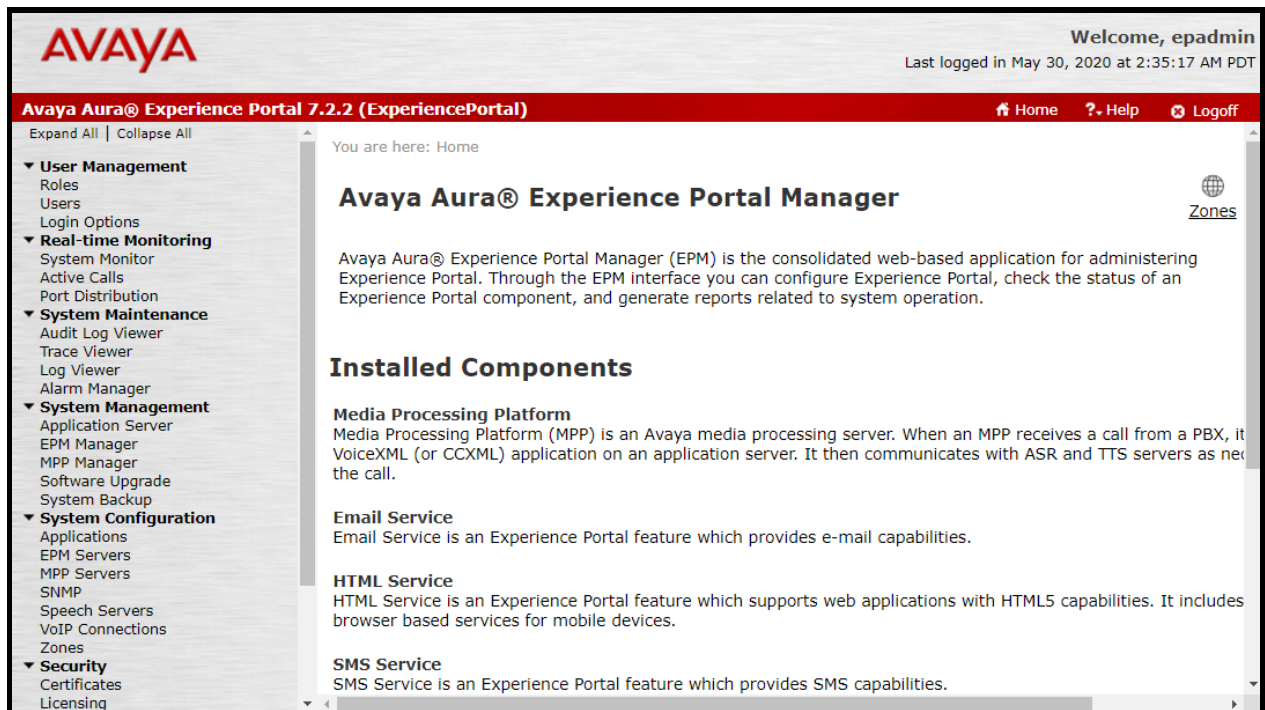 AVAYA
Welcome, epadmin
Last logged in May 30, 2020 at 2:35:17 AM PDT
Avaya Aura® Experience Portal 7.2.2 (ExperiencePortal)
Home ? Help Logoff
Expand All | Collapse All
User Management
Roles
Users
Login Options
Real-time Monitoring
System Monitor
Active Calls
Port Distribution
System Maintenance
Audit Log Viewer
Trace Viewer
Log Viewer
Alarm Manager
System Management
Application Server
EPM Manager
MPP Manager
Software Upgrade
System Backup
System Configuration
Applications
EPM Servers
MPP Servers
SNMP
Speech Servers
VoIP Connections
Zones
Security
Certificates
Licensing
You are here: Home
Avaya Aura® Experience Portal Manager
Zones
Avaya Aura® Experience Portal Manager (EPM) is the consolidated web-based application for administering
Experience Portal. Through the EPM interface you can configure Experience Portal, check the status of an
Experience Portal component, and generate reports related to system operation.
Installed Components
Media Processing Platform
Media Processing Platform (MPP) is an Avaya media processing server. When an MPP receives a call from a PBX, it
VoiceXML (or CCXML) application on an application server. It then communicates with ASR and TTS servers as
the call.
Email Service
Email Service is an Experience Portal feature which provides e-mail capabilities.
HTML Service
HTML Service is an Experience Portal feature which supports web applications with HTML5 capabilities. It includes
browser based services for mobile devices.
SMS Service
SMS Service is an Experience Portal feature which provides SMS capabilities.